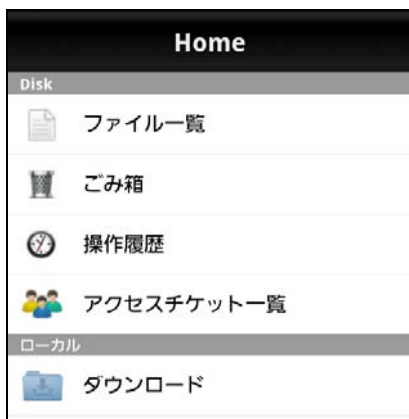 Home
Disk
ファイル一覧
ごみ箱
操作履歴
アクセスチケット一覧
ローカル
ダウンロード